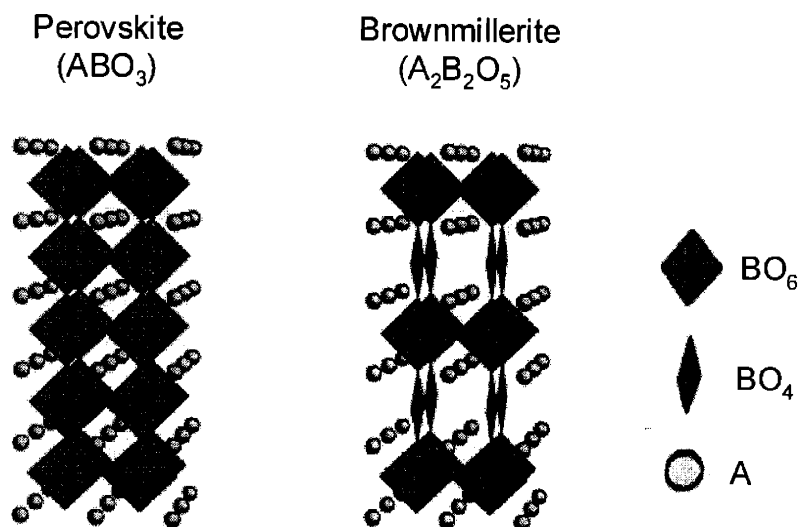 Perovskite
(ABO₃)
Brownmillerite
(A₂B₂O₅)
BO₆
BO₄
A